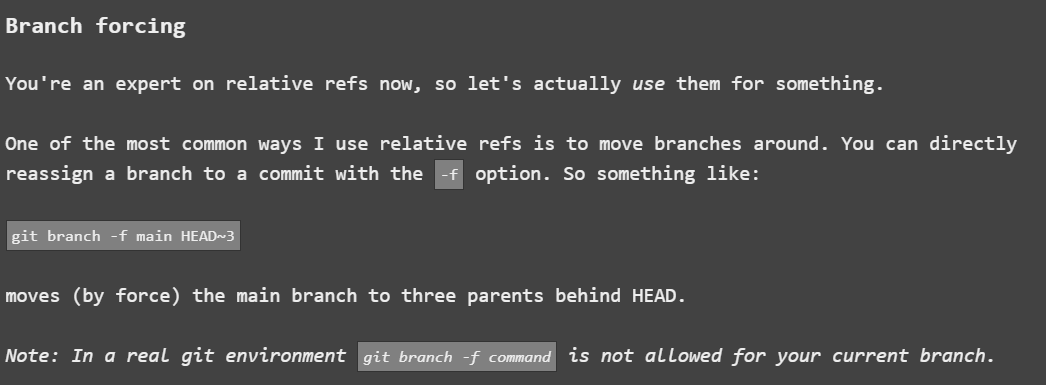 Branch forcing
You're an expert on relative refs now, so let's actually use them for something.
One of the most common ways I use relative refs is to move branches around. You can directly
reassign a branch to a commit with the -f option. So something like:
git branch -f main HEAD~3
moves (by force) the main branch to three parents behind HEAD.
Note: In a real git environment git branch -f command is not allowed for your current branch.